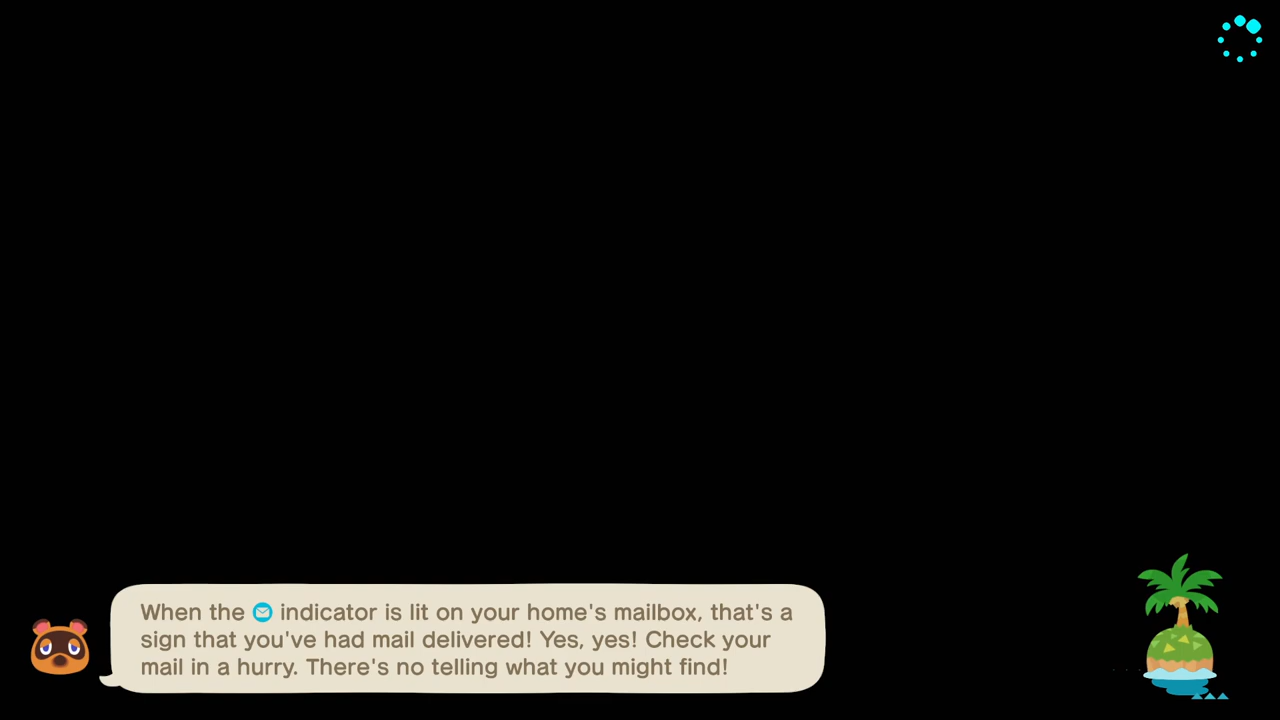 When the indicator is lit on your home's mailbox, that's a
sign that you've had mail delivered! Yes, yes! Check your
mail in a hurry. There's no telling what you might find!